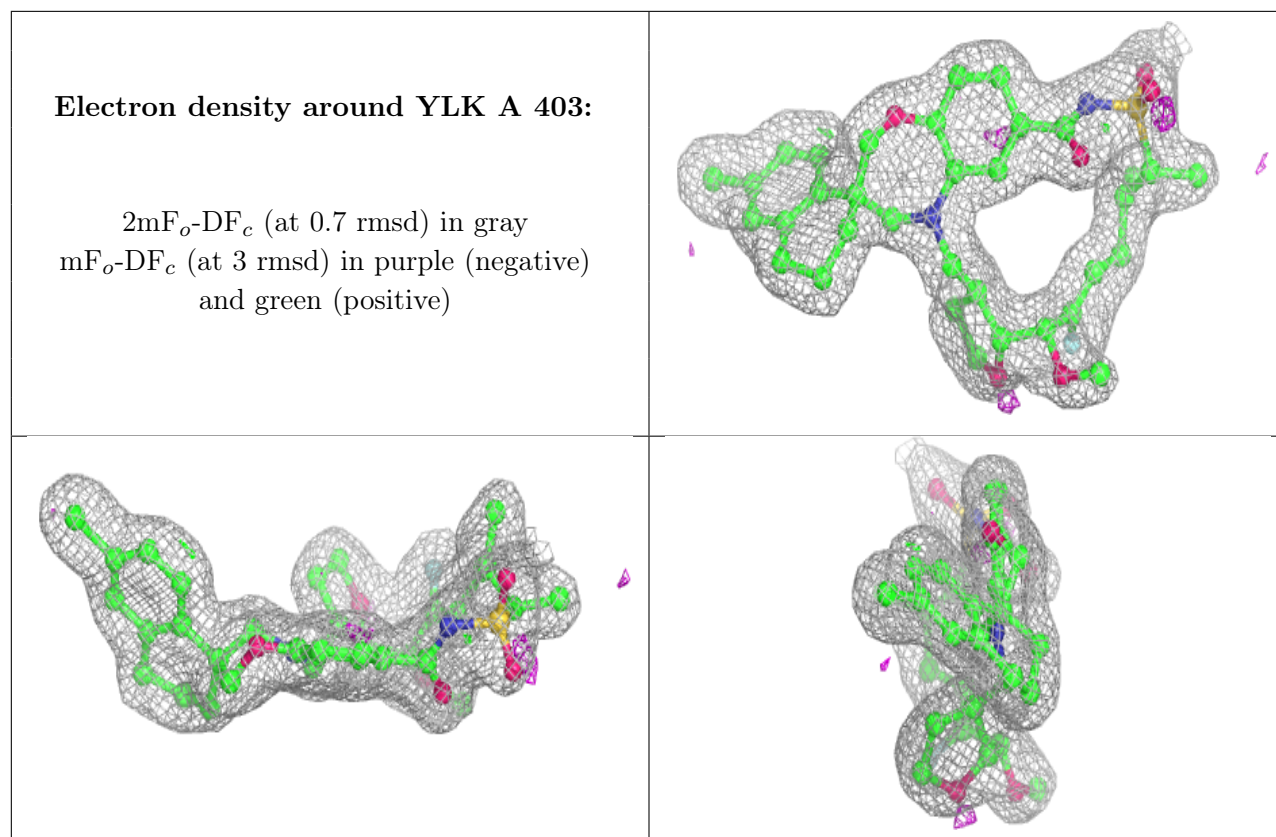 Electron density around YLK A 403:
2mFₒ-DF𝒸 (at 0.7 rmsd) in gray
mFₒ-DF𝒸 (at 3 rmsd) in purple (negative)
and green (positive)